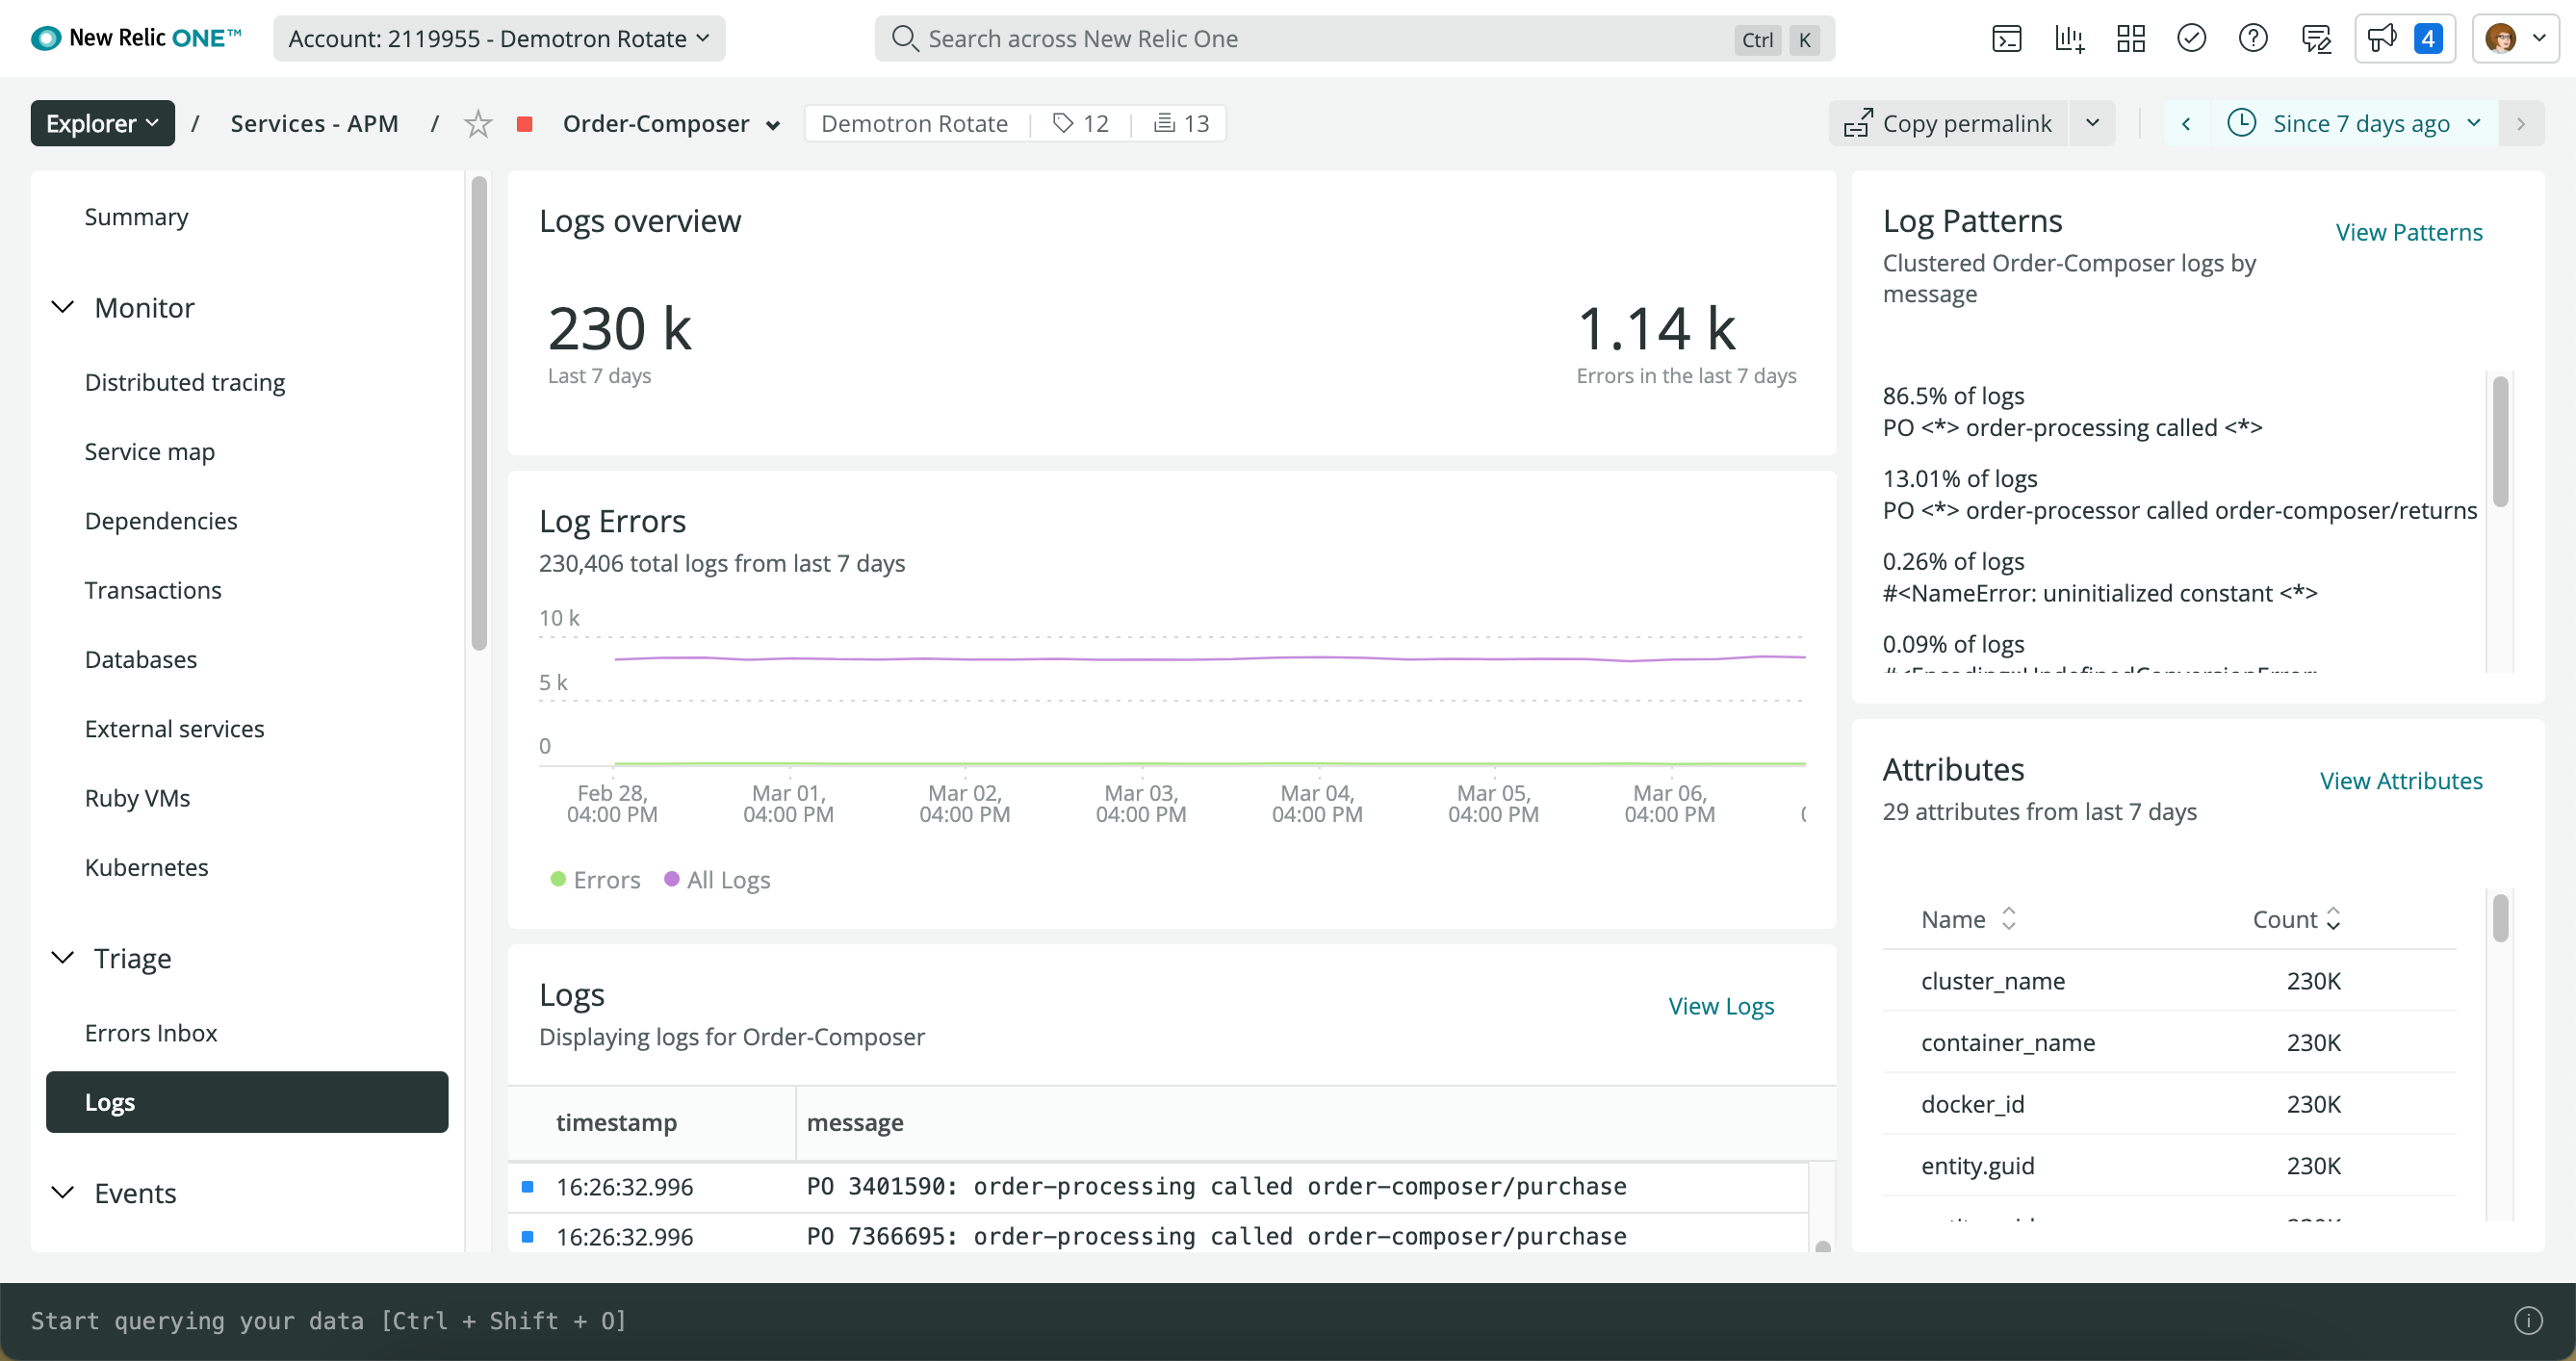 New Relic ONE™
Account: 2119955 - Demotron Rotate
Search across New Relic One
Ctrl K
4
Explorer / Services - APM / Order-Composer
Demotron Rotate 12 13
Copy permalink
Since 7 days ago
Summary
Monitor
Distributed tracing
Service map
Dependencies
Transactions
Databases
External services
Ruby VMs
Kubernetes
Triage
Errors Inbox
Logs
Events
Logs overview
230 k
Last 7 days
1.14 k
Errors in the last 7 days
Log Errors
230,406 total logs from last 7 days
10 k
5 k
0
Feb 28, 04:00 PM
Mar 01, 04:00 PM
Mar 02, 04:00 PM
Mar 03, 04:00 PM
Mar 04, 04:00 PM
Mar 05, 04:00 PM
Mar 06, 04:00 PM
Errors All Logs
Logs
View Logs
Displaying logs for Order-Composer
timestamp message
16:26:32.996 PO 3401590: order-processing called order-composer/purchase
16:26:32.996 PO 7366695: order-processing called order-composer/purchase
Log Patterns
View Patterns
Clustered Order-Composer logs by
message
86.5% of logs
PO <*> order-processing called <*>
13.01% of logs
PO <*> order-processor called order-composer/returns
0.26% of logs
#<NameError: uninitialized constant <*>
0.09% of logs
Attributes
View Attributes
29 attributes from last 7 days
Name Count
cluster_name 230K
container_name 230K
docker_id 230K
entity.guid 230K
Start querying your data [Ctrl + Shift + O]